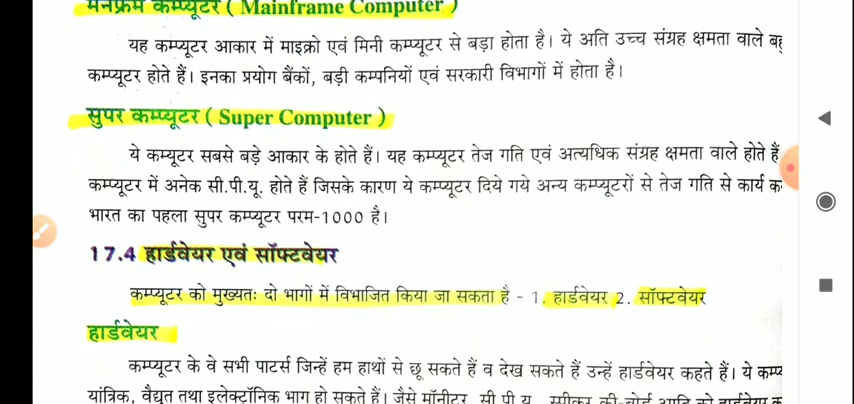 मेनफ्रेम कम्प्यूटर ( Mainframe Computer )
यह कम्प्यूटर आकार में माइक्रो एवं मिनी कम्प्यूटर से बड़ा होता है। ये अति उच्च संग्रह क्षमता वाले
कम्प्यूटर होते हैं। इनका प्रयोग बैंकों, बड़ी कम्पनियों एवं सरकारी विभागों में होता है।
सुपर कम्प्यूटर ( Super Computer )
ये कम्यूटर सबसे बड़े आकार के होते हैं। यह कम्प्यूटर तेज गति एवं अत्यधिक संग्रह क्षमता वाले होते हैं
कम्प्यूटर में अनेक सी.पी.यू. होते हैं जिसके कारण ये कम्प्यूटर दिये गये अन्य कम्प्यूटरों से तेज गति से कार्य
भारत का पहला सुपर कम्प्यूटर परम-1000 है।
17.4 हार्डवेयर एवं सॉफ्टवेयर
कम्प्यूटर को मुख्यतः दो भागों में विभाजित किया जा सकता है - 1. हार्डवेयर 2. सॉफ्टवेयर
हार्डवेयर
कम्प्यूटर के वे सभी पाटर्स जिन्हें हम हाथों से छू सकते हैं व देख सकते हैं उन्हें हार्डवेयर कहते हैं। ये
यांत्रिक, वैद्युत तथा इलेक्ट्रॉनिक भाग हो सकते हैं। जैसे मॉनीटर, सी.पी.यू., स्पीकर, की-बोर्ड आदि को हार्डवेयर